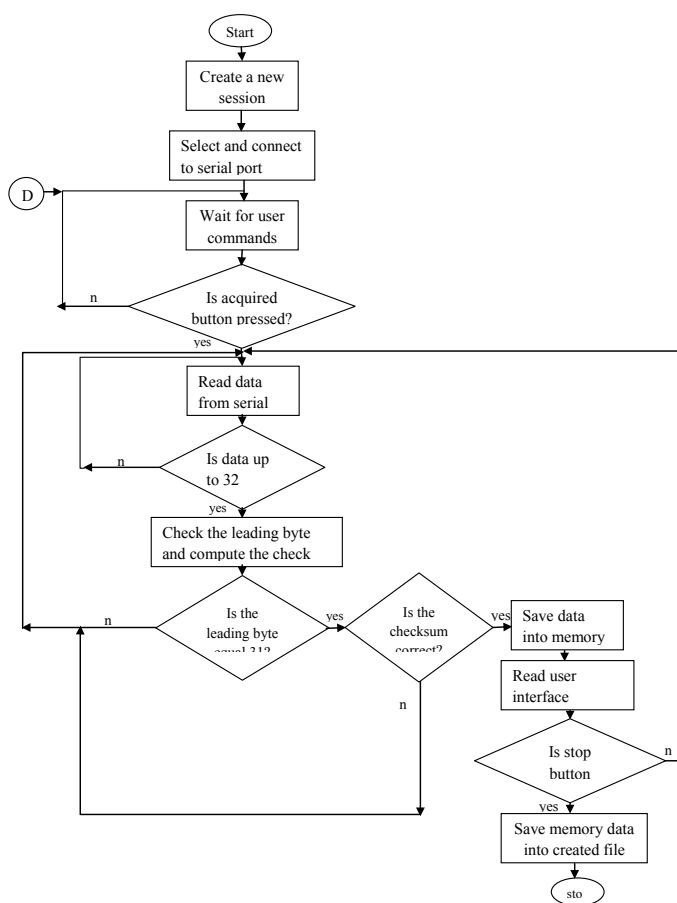 Start
Create a new
session
Select and connect
to serial port
D
Wait for user
commands
n
Is acquired
button pressed?
yes
Read data
from serial
n
Is data up
to 32
yes
Check the leading byte
and compute the check
n
Is the
leading byte
equal 31?
yes
Is the
checksum
correct?
yes
Save data
into memory
Read user
interface
n
Is stop
button
n
yes
Save memory data
into created file
sto